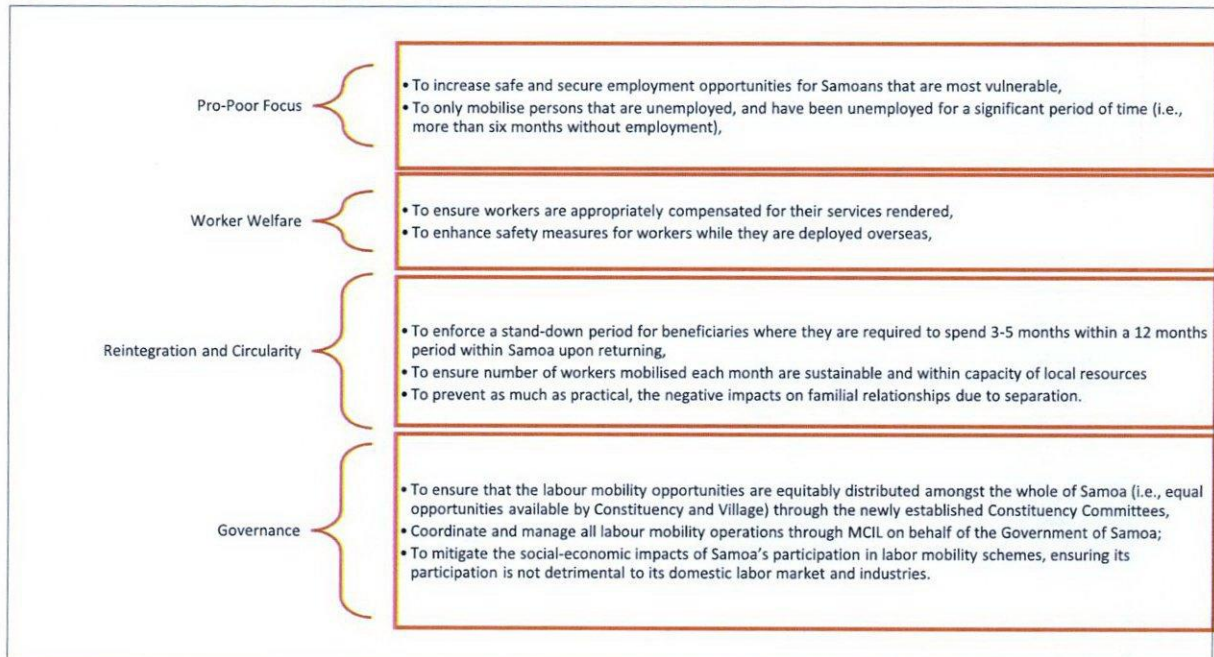 Pro-Poor Focus
• To increase safe and secure employment opportunities for Samoans that are most vulnerable,
• To only mobilise persons that are unemployed, and have been unemployed for a significant period of time (i.e.,
more than six months without employment),
Worker Welfare
• To ensure workers are appropriately compensated for their services rendered,
• To enhance safety measures for workers while they are deployed overseas,
Reintegration and Circularity
• To enforce a stand-down period for beneficiaries where they are required to spend 3-5 months within a 12 months
period within Samoa upon returning,
• To ensure number of workers mobilised each month are sustainable and within capacity of local resources
• To prevent as much as practical, the negative impacts on familial relationships due to separation.
Governance
• To ensure that the labour mobility opportunities are equitably distributed amongst the whole of Samoa (i.e., equal
opportunities available by Constituency and Village) through the newly established Constituency Committees,
• Coordinate and manage all labour mobility operations through MCIL on behalf of the Government of Samoa;
• To mitigate the social-economic impacts of Samoa's participation in labor mobility schemes, ensuring its
participation is not detrimental to its domestic labor market and industries.